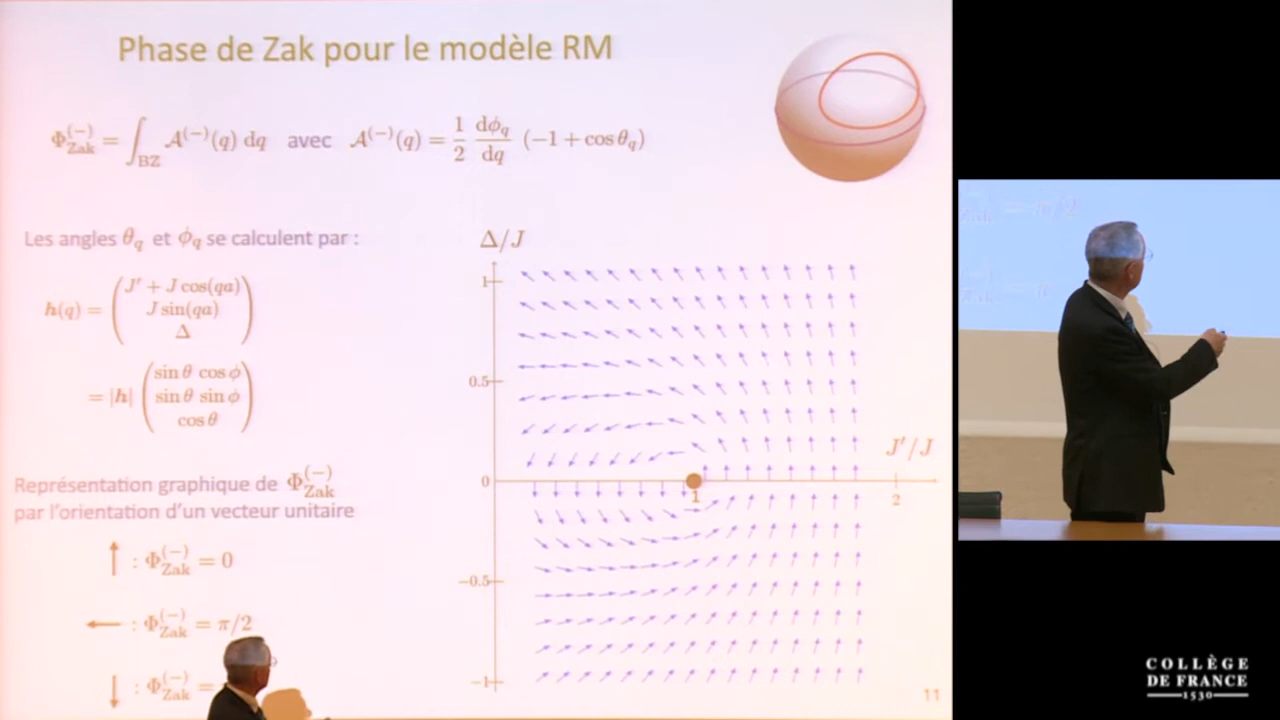 Phase de Zak pour le modèle RM
Φ_Zak^(−) = ∫_BZ 𝒜^(−)(q) dq avec 𝒜^(−)(q) = 1/2 dϕ_q/dq (−1 + cos θ_q)
Les angles θ_q et ϕ_q se calculent par :
h(q) = ( J′ + J cos(qa)
J sin(qa)
Δ )
= |h| ( sin θ cos ϕ
sin θ sin ϕ
cos θ )
Représentation graphique de Φ_Zak^(−)
par l'orientation d'un vecteur unitaire
↑ : Φ_Zak^(−) = 0
← : Φ_Zak^(−) = π/2
↓ : Φ_Zak^(−) =
Δ/J
1
0.5
0
−0.5
−1
J′/J
1
2
11
= π/2
COLLÈGE
DE FRANCE
1530